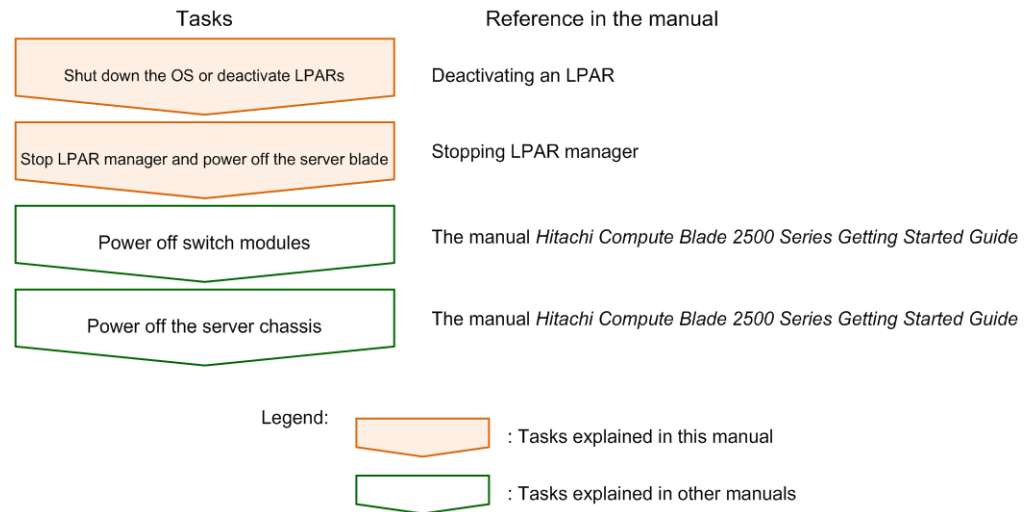 Tasks Reference in the manual
Shut down the OS or deactivate LPARs Deactivating an LPAR
Stop LPAR manager and power off the server blade Stopping LPAR manager
Power off switch modules The manual Hitachi Compute Blade 2500 Series Getting Started Guide
Power off the server chassis The manual Hitachi Compute Blade 2500 Series Getting Started Guide
Legend:
: Tasks explained in this manual
: Tasks explained in other manuals